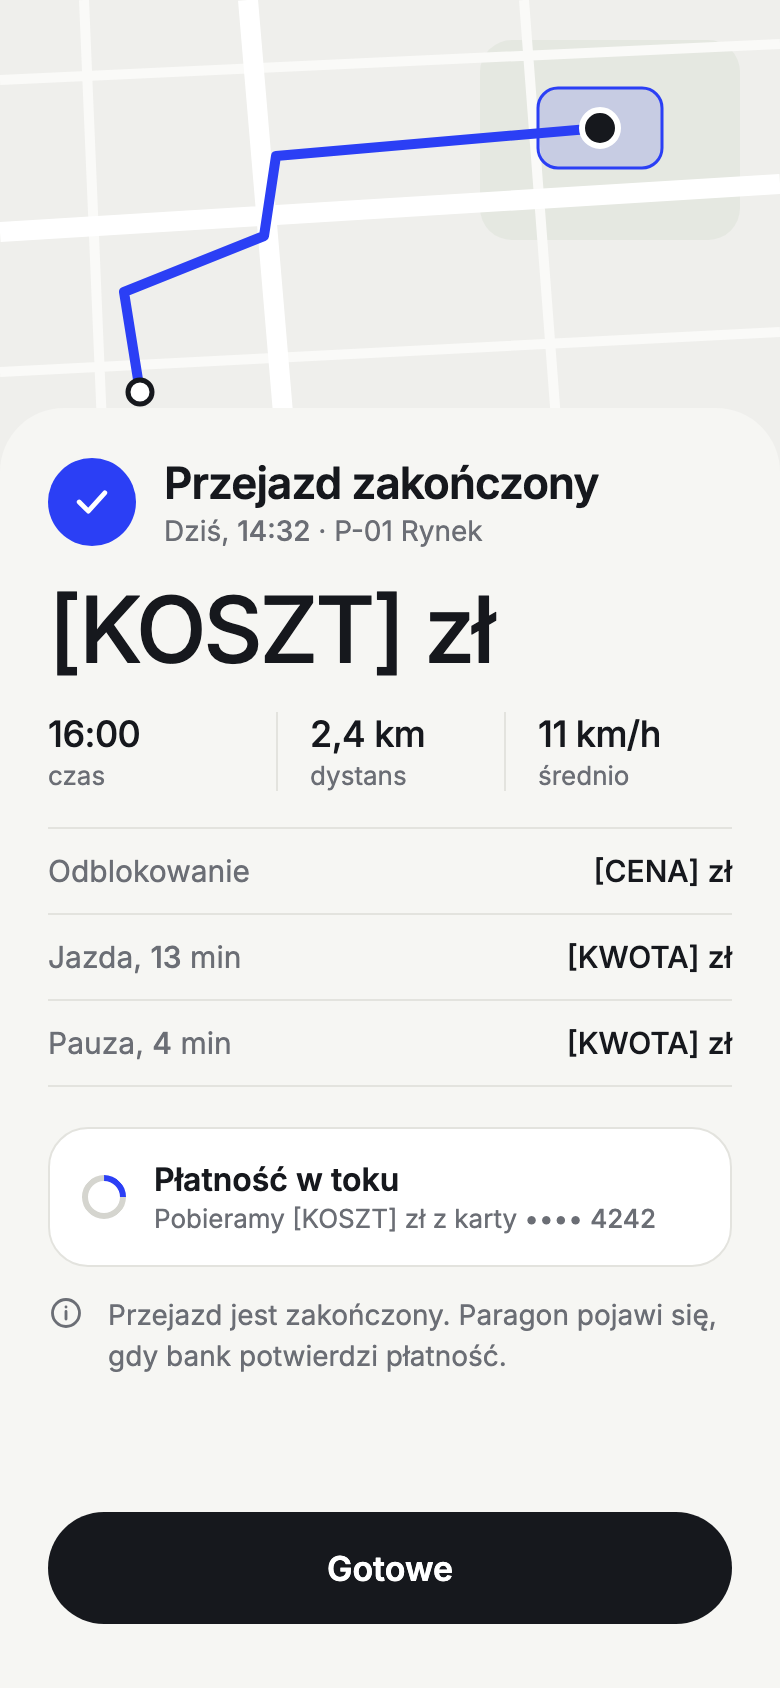 Przejazd zakończony
Dziś, 14:32 · P-01 Rynek
[KOSZT] zł
16:00
czas
2,4 km
dystans
11 km/h
średnio
Odblokowanie [CENA] zł
Jazda, 13 min [KWOTA] zł
Pauza, 4 min [KWOTA] zł
Płatność w toku
Pobieramy [KOSZT] zł z karty •••• 4242
Przejazd jest zakończony. Paragon pojawi się,
gdy bank potwierdzi płatność.
Gotowe